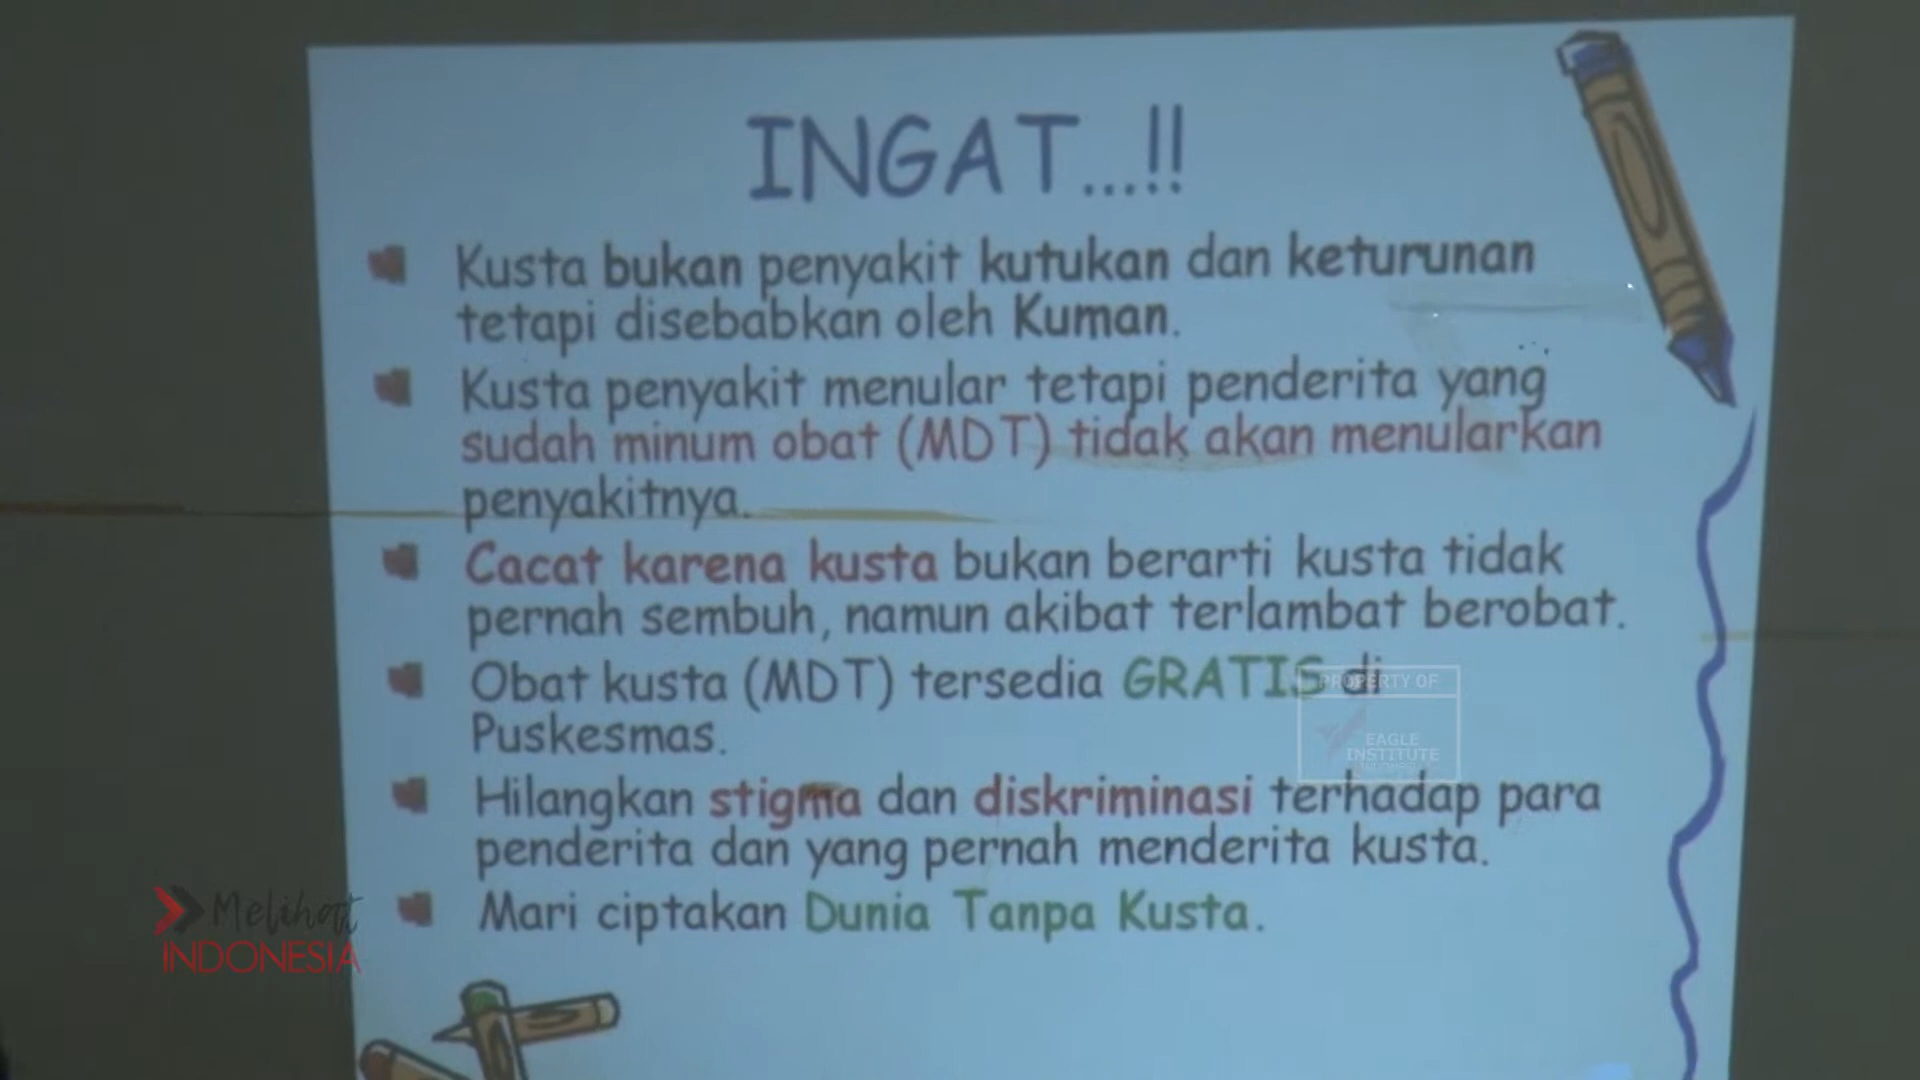 INGAT...!!
Kusta bukan penyakit kutukan dan keturunan
tetapi disebabkan oleh Kuman.
Kusta penyakit menular tetapi penderita yang
sudah minum obat (MDT) tidak akan menularkan
penyakitnya.
Cacat karena kusta bukan berarti kusta tidak
pernah sembuh, namun akibat terlambat berobat.
Obat kusta (MDT) tersedia GRATIS di
Puskesmas.
Hilangkan stigma dan diskriminasi terhadap para
penderita dan yang pernah menderita kusta.
Mari ciptakan Dunia Tanpa Kusta.
PROPERTY OF
EAGLE
INSTITUTE
Melihat
INDONESIA